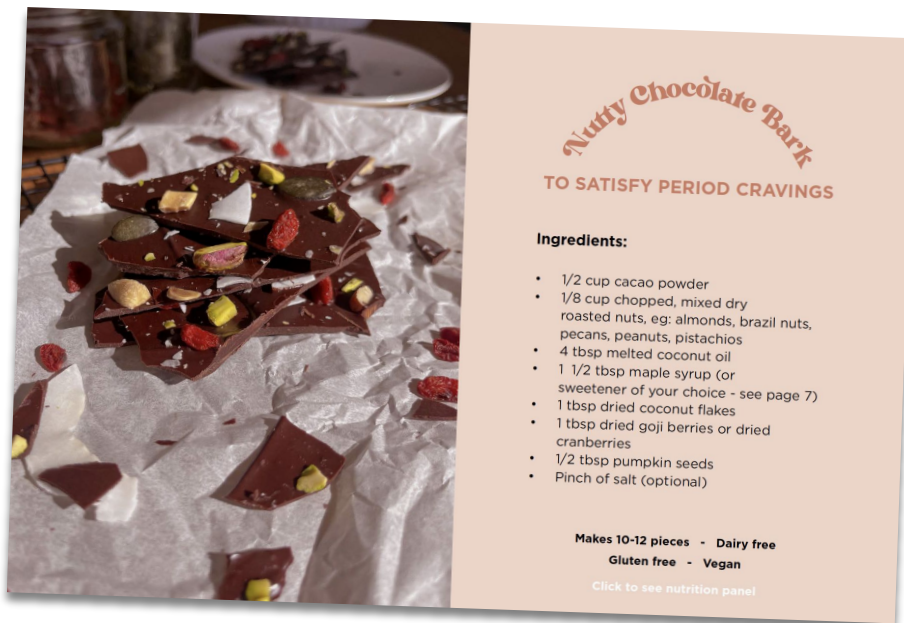 Nutty Chocolate Bark
TO SATISFY PERIOD CRAVINGS
Ingredients:
• 1/2 cup cacao powder
• 1/8 cup chopped, mixed dry
roasted nuts, eg: almonds, brazil nuts,
pecans, peanuts, pistachios
• 4 tbsp melted coconut oil
• 1 1/2 tbsp maple syrup (or
sweetener of your choice - see page 7)
• 1 tbsp dried coconut flakes
• 1 tbsp dried goji berries or dried
cranberries
• 1/2 tbsp pumpkin seeds
• Pinch of salt (optional)
Makes 10-12 pieces - Dairy free
Gluten free - Vegan
Click to see nutrition panel